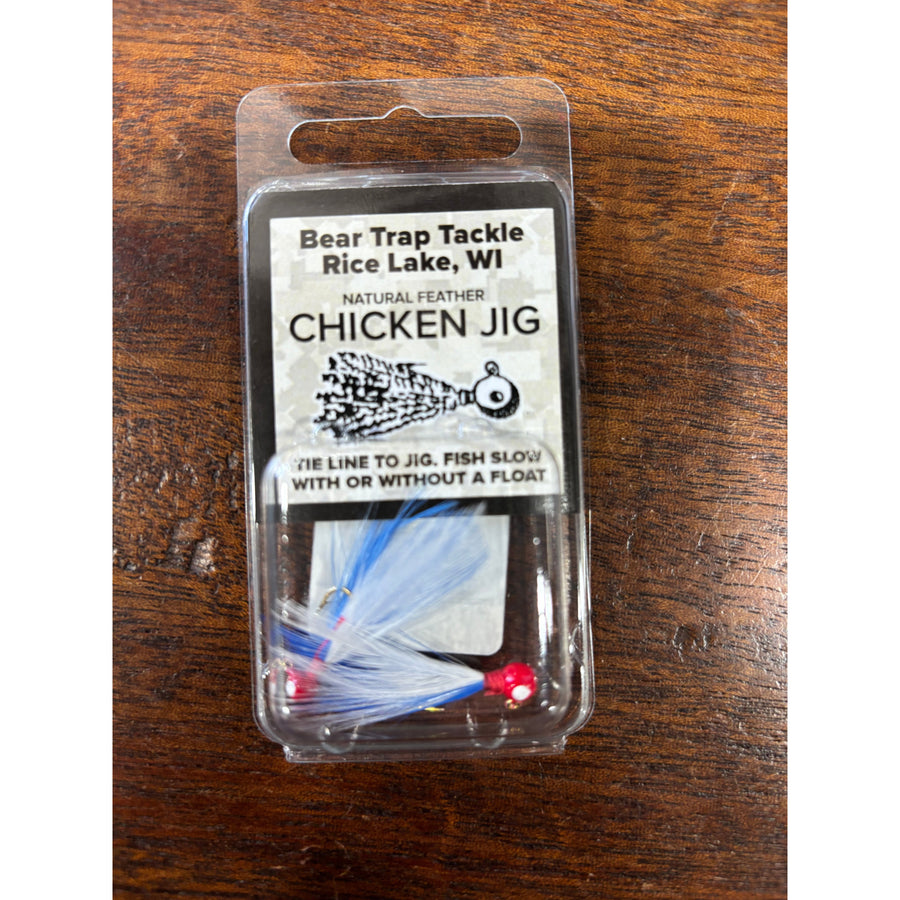 Bear Trap Tackle
Rice Lake, WI
NATURAL FEATHER
CHICKEN JIG
TIE LINE TO JIG. FISH SLOW
WITH OR WITHOUT A FLOAT